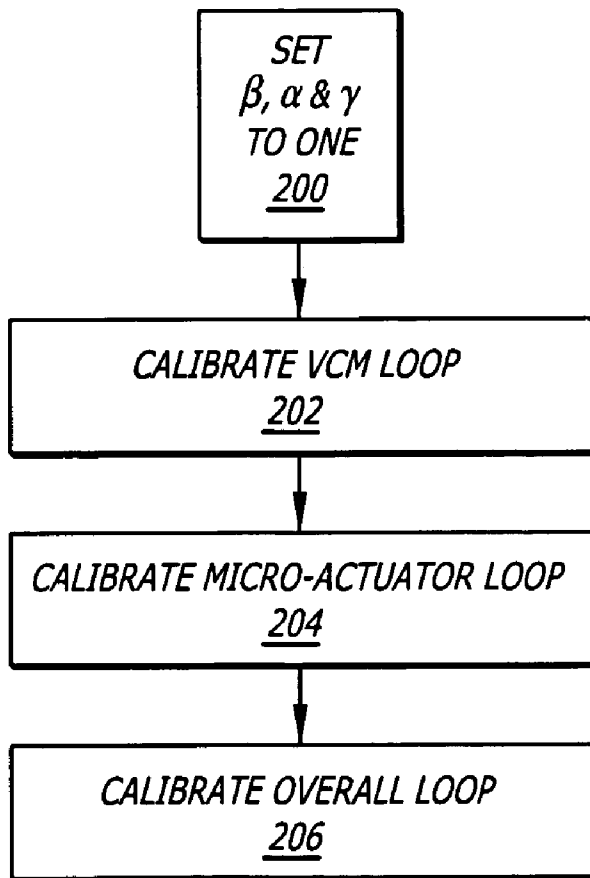 SET
β, α & γ
TO ONE
200
CALIBRATE VCM LOOP
202
CALIBRATE MICRO-ACTUATOR LOOP
204
CALIBRATE OVERALL LOOP
206